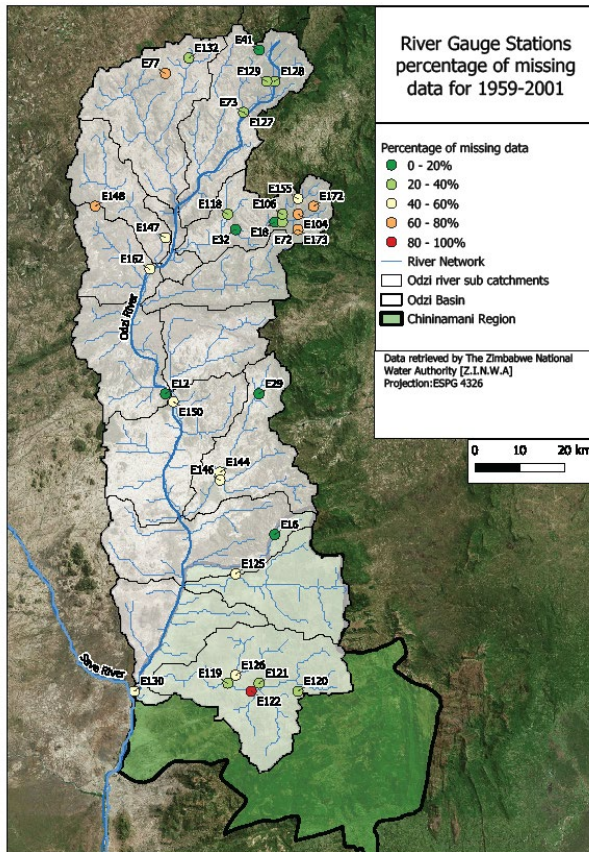 River Gauge Stations
percentage of missing
data for 1959-2001
Percentage of missing data
0 - 20%
20 - 40%
40 - 60%
60 - 80%
80 - 100%
River Network
Odzi river sub catchments
Odzi Basin
Chininamani Region
Data retrieved by The Zimbabwe National
Water Authority [Z.I.N.W.A]
Projection:ESPG 4326
0 10 20 km
E41
E132
E77
E129
E128
E73
E127
E155
E172
E148
E118
E106
E104
E147
E32
E18
E72
E173
E162
Odzi River
E12
E29
E150
E144
E146
E16
E125
Save River
E126
E130
E119
E121
E120
E122